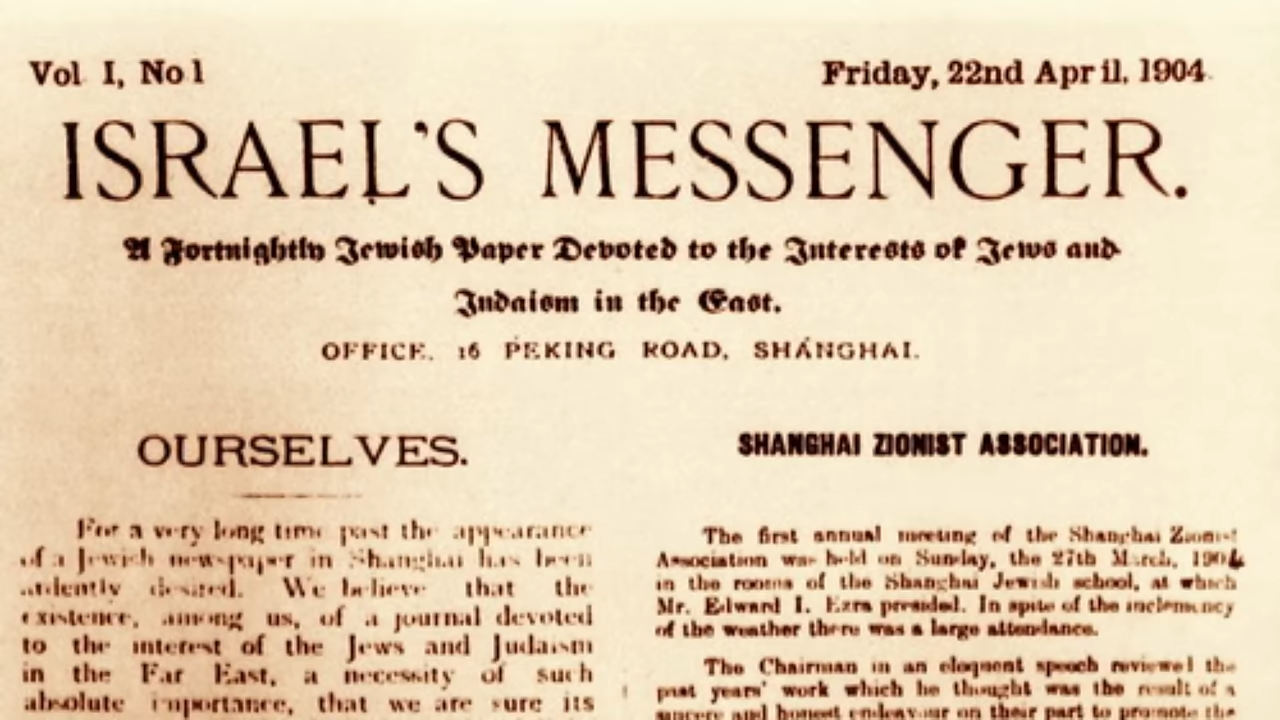 Vol I, No 1
Friday, 22nd April. 1904
ISRAEL'S MESSENGER.
A Fortnightly Jewish Paper Devoted to the Interests of Jews and
Judaism in the East.
OFFICE. 16 PEKING ROAD, SHANGHAI.
OURSELVES.
For a very long time past the appearance
of a Jewish newspaper in Shanghai has been
ardently desired. We believe that the
existence, among us, of a journal devoted
to the interest of the Jews and Judaism
in the Far East, a necessity of such
absolute importance, that we are sure its
SHANGHAI ZIONIST ASSOCIATION.
The first annual meeting of the Shanghai Zionist
Association was held on Sunday, the 27th March, 1904
in the rooms of the Shanghai Jewish school, at which
Mr. Edward I. Ezra presided. In spite of the inclemency
of the weather there was a large attendance.
The Chairman in an eloquent speech reviewed the
past years' work which he thought was the result of a
sincere and honest endeavour on their part to promote the